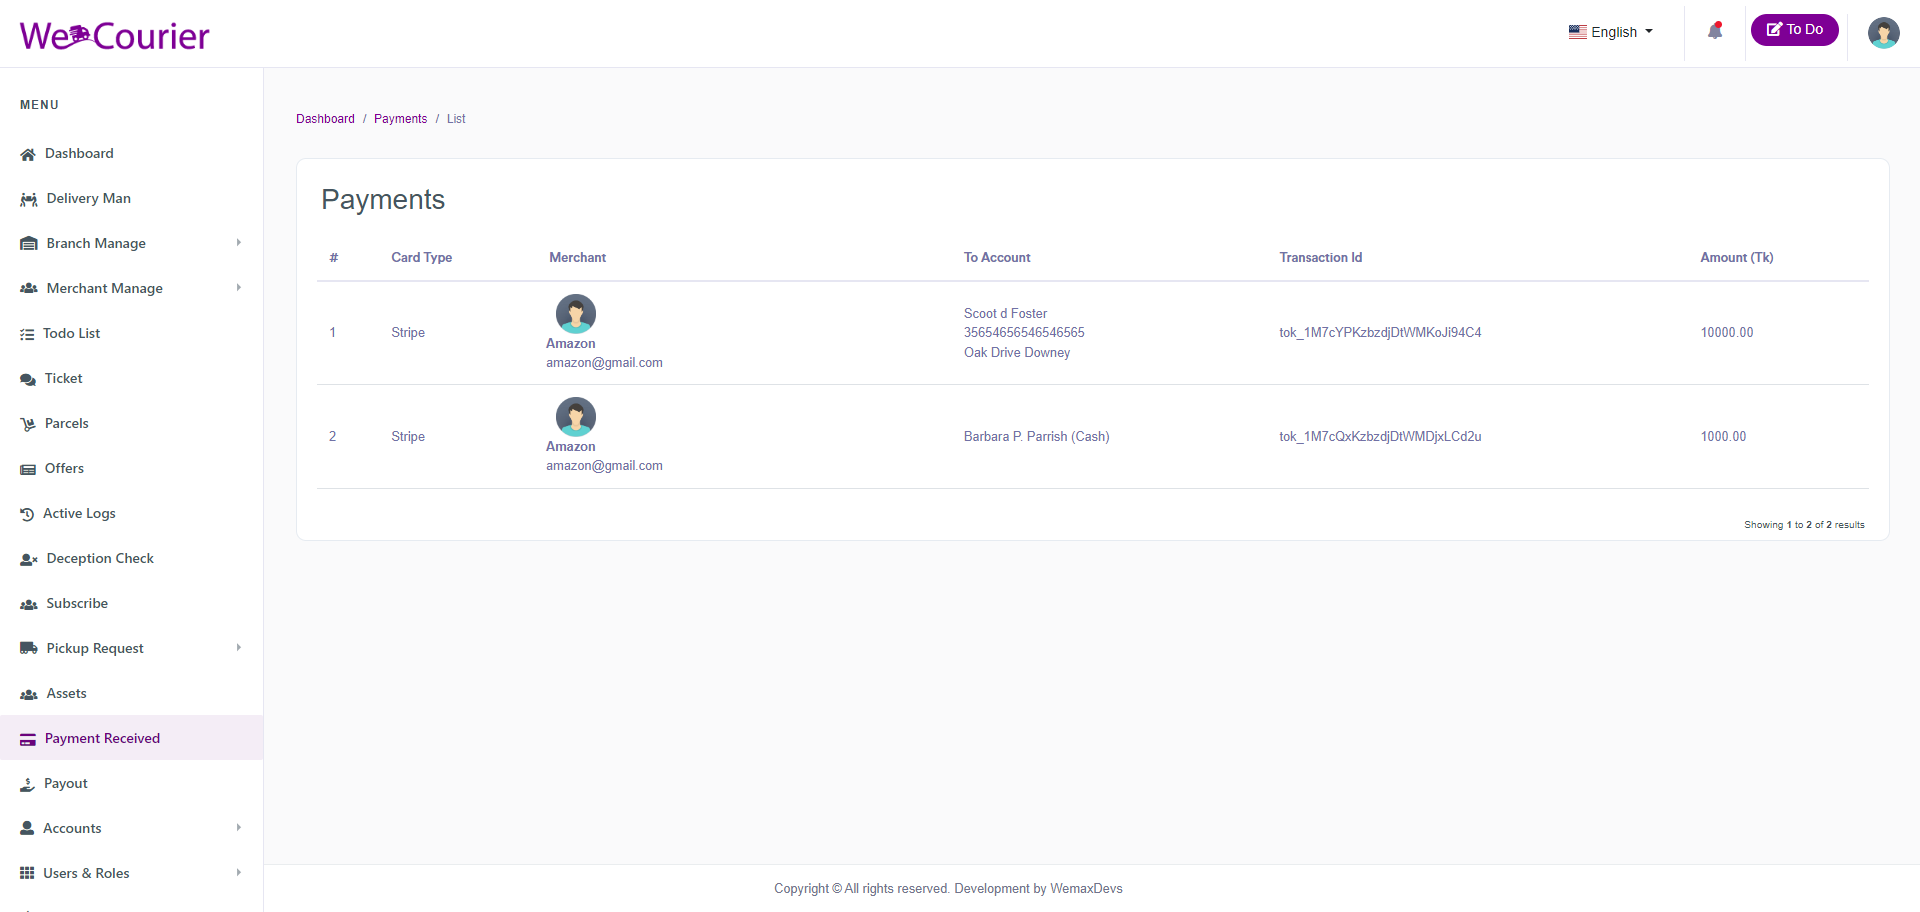 We Courier
English
To Do
MENU
Dashboard
Delivery Man
Branch Manage
Merchant Manage
Todo List
Ticket
Parcels
Offers
Active Logs
Deception Check
Subscribe
Pickup Request
Assets
Payment Received
Payout
Accounts
Users & Roles
Dashboard / Payments / List
Payments
# Card Type Merchant To Account Transaction Id Amount (Tk)
1 Stripe Amazon
amazon@gmail.com
Scoot d Foster
35654656546546565
Oak Drive Downey
tok_1M7cYPKzbzdjDtWMKoJi94C4 10000.00
2 Stripe Amazon
amazon@gmail.com
Barbara P. Parrish (Cash) tok_1M7cQxKzbzdjDtWMDjxLCd2u 1000.00
Showing 1 to 2 of 2 results
Copyright © All rights reserved. Development by WemaxDevs